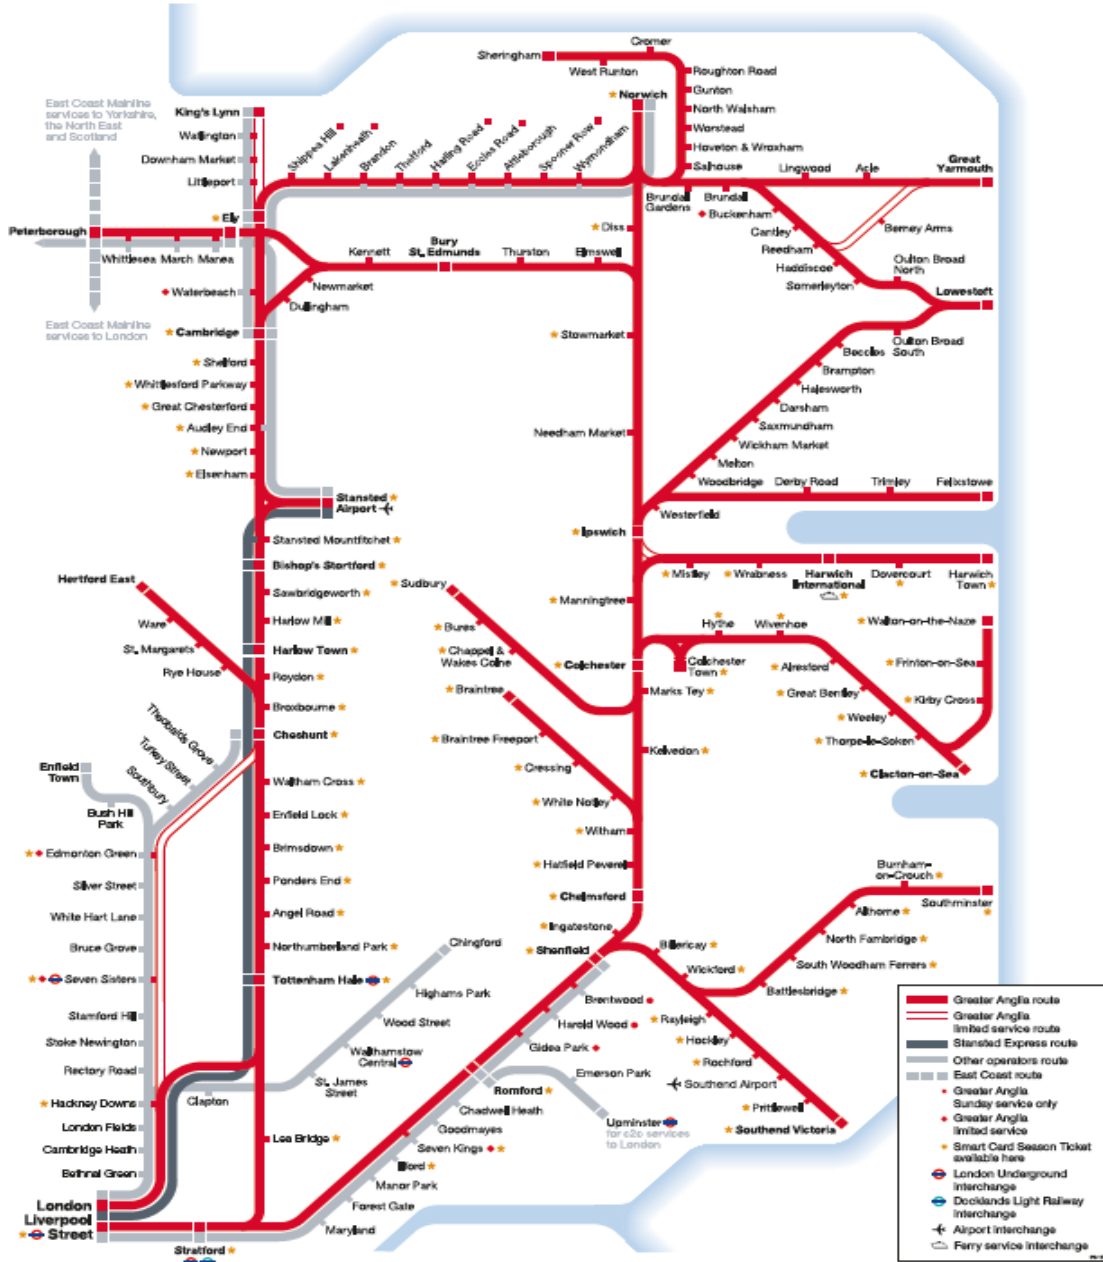 Sheringham
Cromer
West Runton
Roughton Road
Gunton
North Walsham
Worstead
Hoveton & Wroxham
Salhouse
Norwich
East Coast Mainline
services to Yorkshire,
the North East
and Scotland
King's Lynn
Watlington
Downham Market
Littleport
Ely
Shippea Hill
Lakenheath
Brandon
Thetford
Harling Road
Eccles Road
Attleborough
Spooner Row
Wymondham
Lingwood
Acle
Great
Yarmouth
Brundall
Gardens
Brundall
Buckenham
Cantley
Reedham
Haddiscoe
Somerleyton
Berney Arms
Oulton Broad
North
Lowestoft
Oulton Broad
South
Peterborough
Whittlesea
March
Manea
Waterbeach
East Coast Mainline
services to London
Kennett
Bury
St. Edmunds
Thurston
Elmswell
Newmarket
Dullingham
Diss
Stowmarket
Needham Market
Cambridge
Shelford
Whittlesford Parkway
Great Chesterford
Audley End
Newport
Elsenham
Beccles
Brampton
Halesworth
Darsham
Saxmundham
Wickham Market
Melton
Woodbridge
Derby Road
Trimley
Felixstowe
Westerfield
Ipswich
Stansted
Airport
Stansted Mountfitchet
Bishop's Stortford
Sawbridgeworth
Harlow Mill
Harlow Town
Roydon
Broxbourne
Cheshunt
Hertford East
Ware
St. Margarets
Rye House
Mistley
Wrabness
Harwich
International
Dovercourt
Harwich
Town
Manningtree
Sudbury
Bures
Chappel &
Wakes Colne
Colchester
Colchester
Town
Hythe
Wivenhoe
Alresford
Great Bentley
Weeley
Thorpe-le-Soken
Clacton-on-Sea
Walton-on-the-Naze
Frinton-on-Sea
Kirby Cross
Marks Tey
Kelvedon
Braintree
Braintree Freeport
Cressing
White Notley
Witham
Hatfield Peverel
Chelmsford
Ingatestone
Shenfield
Theobalds Grove
Turkey Street
Southbury
Enfield
Town
Bush Hill
Park
Edmonton Green
Silver Street
White Hart Lane
Bruce Grove
Seven Sisters
Stamford Hill
Stoke Newington
Rectory Road
Hackney Downs
London Fields
Cambridge Heath
Bethnal Green
London
Liverpool
Street
Waltham Cross
Enfield Lock
Brimsdown
Ponders End
Angel Road
Northumberland Park
Tottenham Hale
Lea Bridge
Stratford
Chingford
Highams Park
Wood Street
Walthamstow
Central
St. James
Street
Clapton
Brentwood
Harold Wood
Gidea Park
Romford
Emerson Park
Upminster
for c2c services
to London
Chadwell Heath
Goodmayes
Seven Kings
Ilford
Manor Park
Forest Gate
Maryland
Billericay
Wickford
Rayleigh
Hockley
Rochford
Southend Airport
Prittlewell
Southend Victoria
Battlesbridge
South Woodham Ferrers
North Fambridge
Althorne
Burnham-
on-Crouch
Southminster
Greater Anglia route
Greater Anglia
limited service route
Stansted Express route
Other operators route
East Coast route
Greater Anglia
Sunday service only
Greater Anglia
limited service
Smart Card Season Ticket
available here
London Underground
Interchange
Docklands Light Railway
Interchange
Airport Interchange
Ferry service interchange